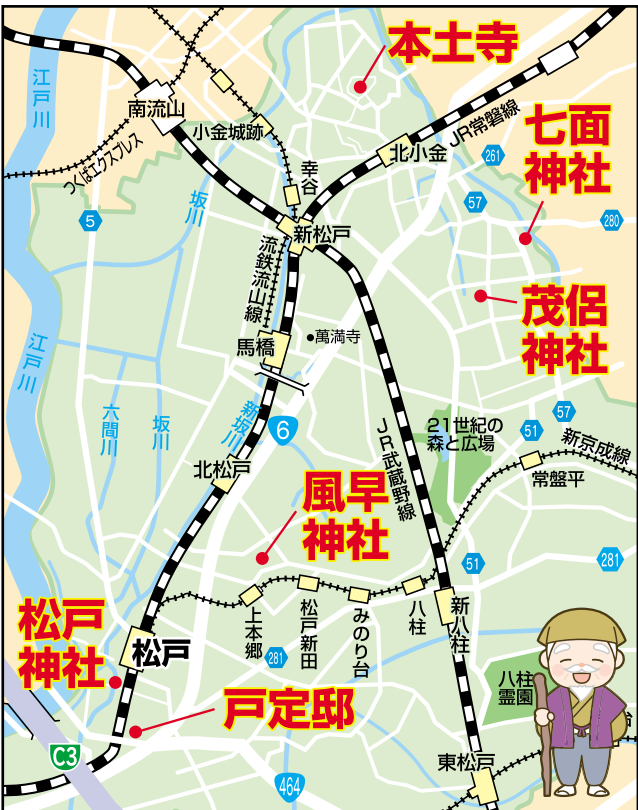 本土寺
江戸川
南流山
小金城跡
つくばエクスプレス
JR常磐線
北小金
七面
神社
261
幸谷
57
5
坂川
280
新松戸
流鉄流山線
茂侶
神社
馬橋
萬満寺
江戸川
六間川
坂川
新坂川
6
JR武蔵野線
21世紀の
森と広場
57
51
新京成線
北松戸
常盤平
風早
神社
51
281
松戸
神社
松戸
上本郷
281
松戸新田
みのり台
八柱
新八柱
八柱
霊園
戸定邸
C3
464
東松戸